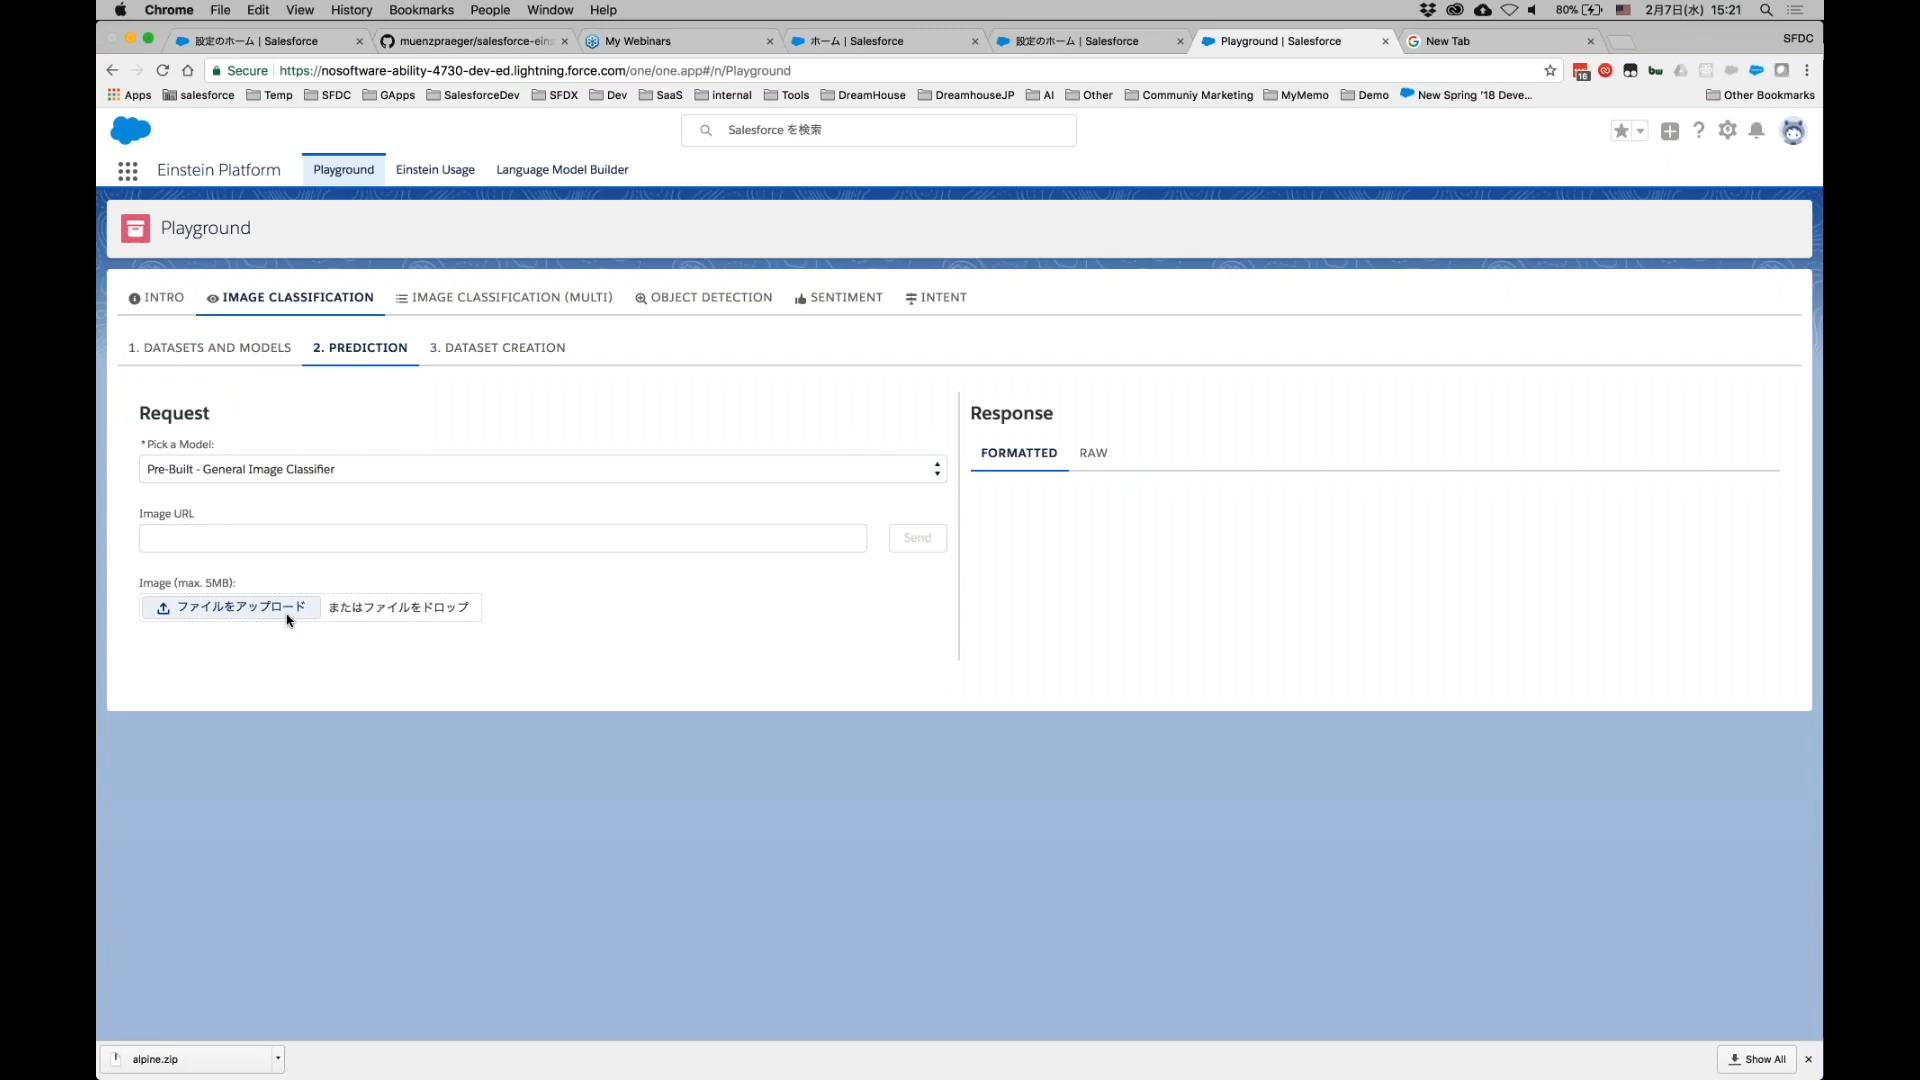 Chrome File Edit View History Bookmarks People Window Help 80% 2月7日(水) 15:21
設定のホーム | Salesforce muenzpraeger/salesforce-eins My Webinars ホーム | Salesforce 設定のホーム | Salesforce Playground | Salesforce New Tab SFDC
Secure https://nosoftware-ability-4730-dev-ed.lightning.force.com/one/one.app#/n/Playground 16 bw
Apps salesforce Temp SFDC GApps SalesforceDev SFDX Dev SaaS internal Tools DreamHouse DreamhouseJP AI Other Communiy Marketing MyMemo Demo New Spring '18 Deve... Other Bookmarks
Salesforce を検索
Einstein Platform Playground Einstein Usage Language Model Builder
Playground
INTRO IMAGE CLASSIFICATION IMAGE CLASSIFICATION (MULTI) OBJECT DETECTION SENTIMENT INTENT
1. DATASETS AND MODELS 2. PREDICTION 3. DATASET CREATION
Request
*Pick a Model:
Pre-Built - General Image Classifier
Image URL
Send
Image (max. 5MB):
ファイルをアップロード またはファイルをドロップ
Response
FORMATTED RAW
alpine.zip Show All